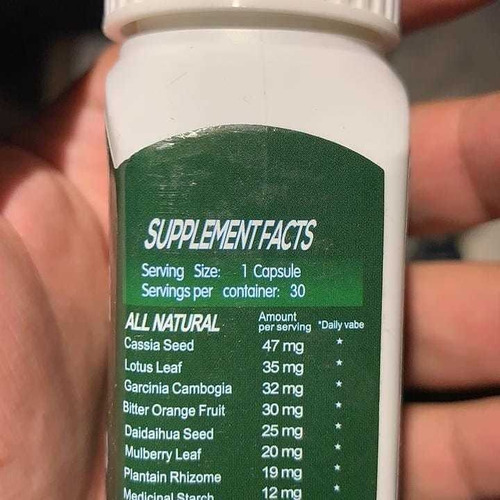 SUPPLEMENT FACTS
Serving Size: 1 Capsule
Servings per container: 30
ALL NATURAL Amount per serving *Daily vabe
Cassia Seed 47 mg *
Lotus Leaf 35 mg *
Garcinia Cambogia 32 mg *
Bitter Orange Fruit 30 mg *
Daidaihua Seed 25 mg *
Mulberry Leaf 20 mg *
Plantain Rhizome 19 mg *
Medicinal Starch 12 mg *